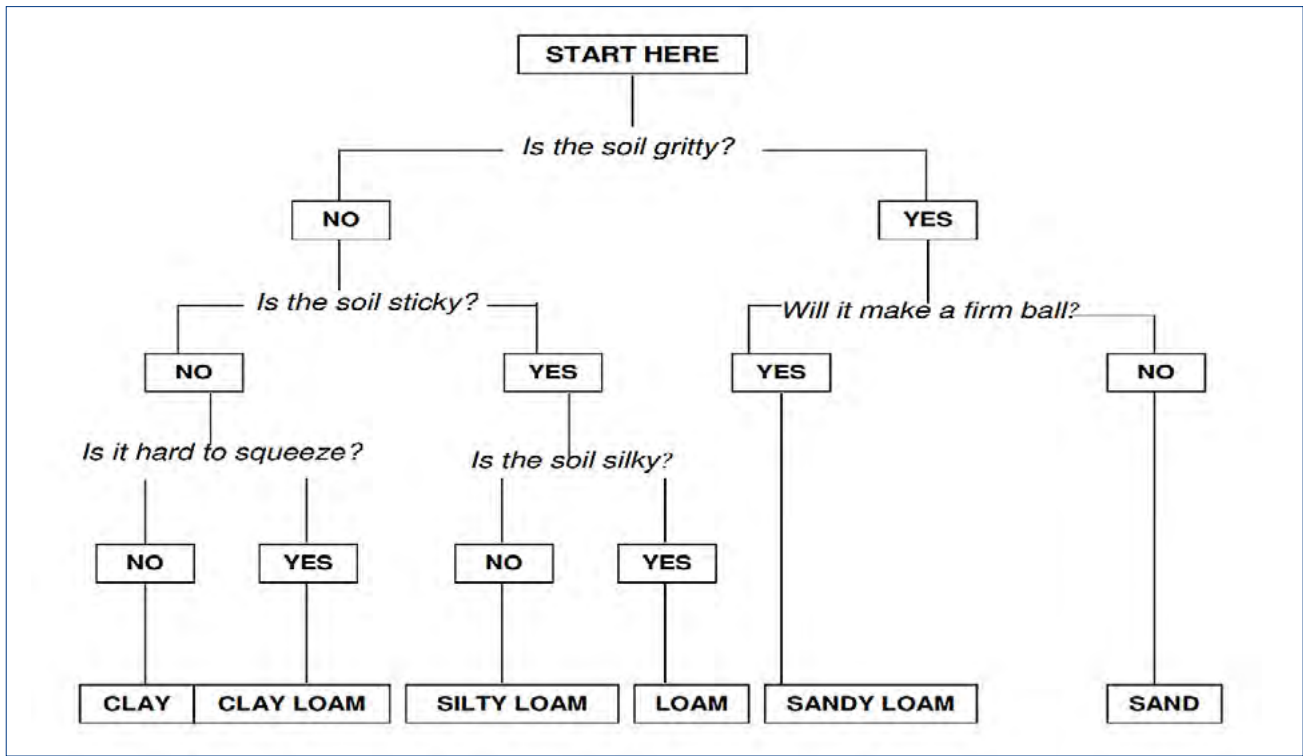 START HERE
Is the soil gritty?
NO
YES
Is the soil sticky?
Will it make a firm ball?
NO
YES
YES
NO
Is it hard to squeeze?
Is the soil silky?
NO
YES
NO
YES
CLAY
CLAY LOAM
SILTY LOAM
LOAM
SANDY LOAM
SAND